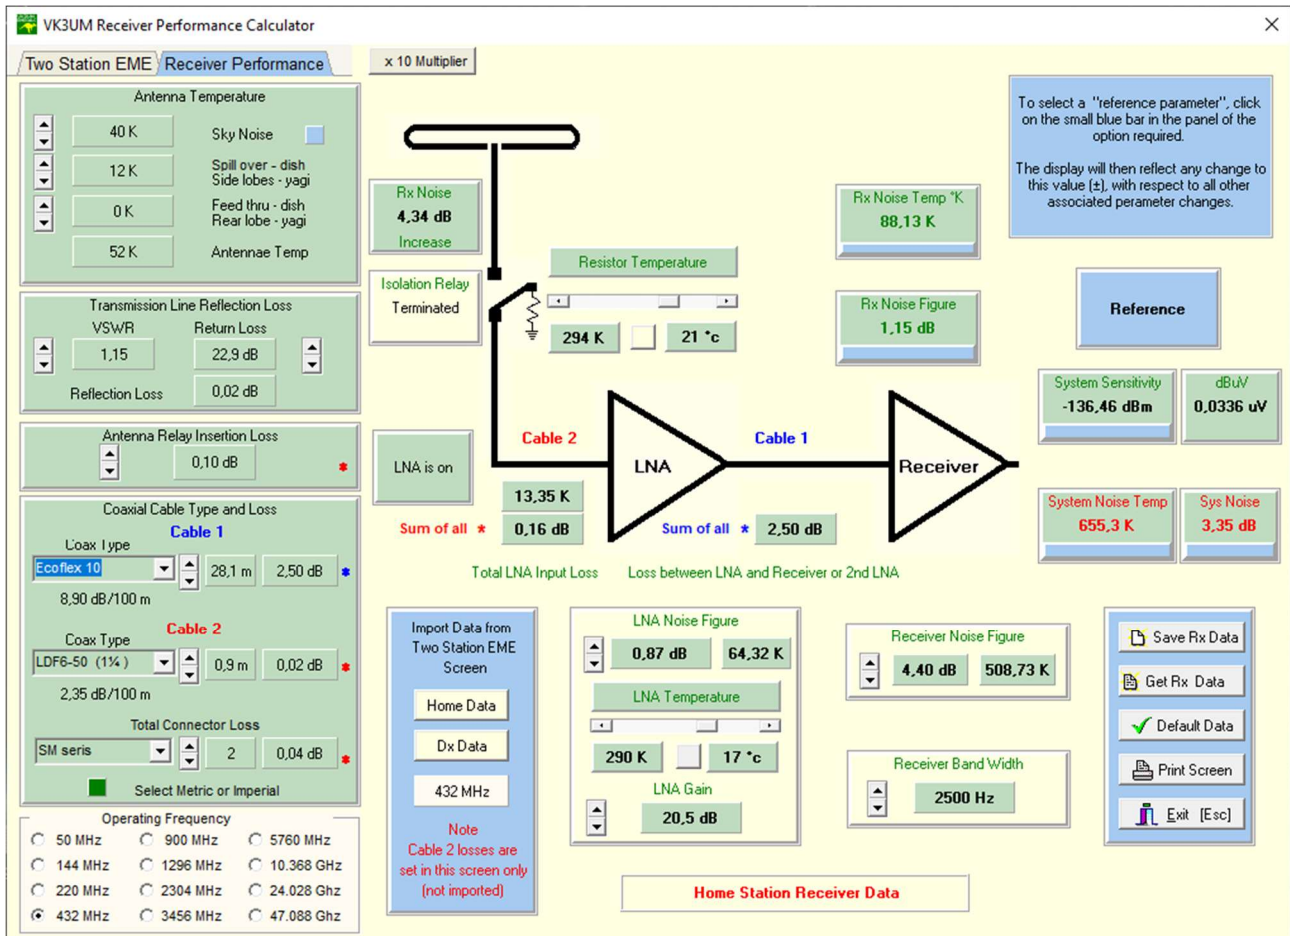 VK3UM Receiver Performance Calculator
Two Station EME
Receiver Performance
x 10 Multiplier
Antenna Temperature
40 K
Sky Noise
12 K
Spill over - dish
Side lobes - yagi
0 K
Feed thru - dish
Rear lobe - yagi
52 K
Antennae Temp
Transmission Line Reflection Loss
VSWR
Return Loss
1,15
22,9 dB
Reflection Loss
0,02 dB
Antenna Relay Insertion Loss
0,10 dB
*
Coaxial Cable Type and Loss
Cable 1
Coax Type
Ecoflex 10
28,1 m
2,50 dB
*
8,90 dB/100 m
Cable 2
Coax Type
LDF6-50 (1¼)
0,9 m
0,02 dB
*
2,35 dB/100 m
Total Connector Loss
SM seris
2
0,04 dB
*
Select Metric or Imperial
Operating Frequency
50 MHz
900 MHz
5760 MHz
144 MHz
1296 MHz
10.368 Ghz
220 MHz
2304 MHz
24.028 Ghz
432 MHz
3456 MHz
47.088 Ghz
Rx Noise
4,34 dB
Increase
Isolation Relay
Terminated
Resistor Temperature
294 K
21 °c
LNA is on
Cable 2
13,35 K
Sum of all *
0,16 dB
LNA
Cable 1
Sum of all *
2,50 dB
Receiver
Total LNA Input Loss
Loss between LNA and Receiver or 2nd LNA
Rx Noise Temp °K
88,13 K
Rx Noise Figure
1,15 dB
To select a "reference parameter", click
on the small blue bar in the panel of the
option required.
The display will then reflect any change to
this value (±), with respect to all other
associated perameter changes.
Reference
System Sensitivity
-136,46 dBm
dBuV
0,0336 uV
System Noise Temp
655,3 K
Sys Noise
3,35 dB
Import Data from
Two Station EME
Screen
Home Data
Dx Data
432 MHz
Note
Cable 2 losses are
set in this screen only
(not imported)
LNA Noise Figure
0,87 dB
64,32 K
LNA Temperature
290 K
17 °c
LNA Gain
20,5 dB
Receiver Noise Figure
4,40 dB
508,73 K
Receiver Band Width
2500 Hz
Home Station Receiver Data
Save Rx Data
Get Rx Data
Default Data
Print Screen
Exit [Esc]